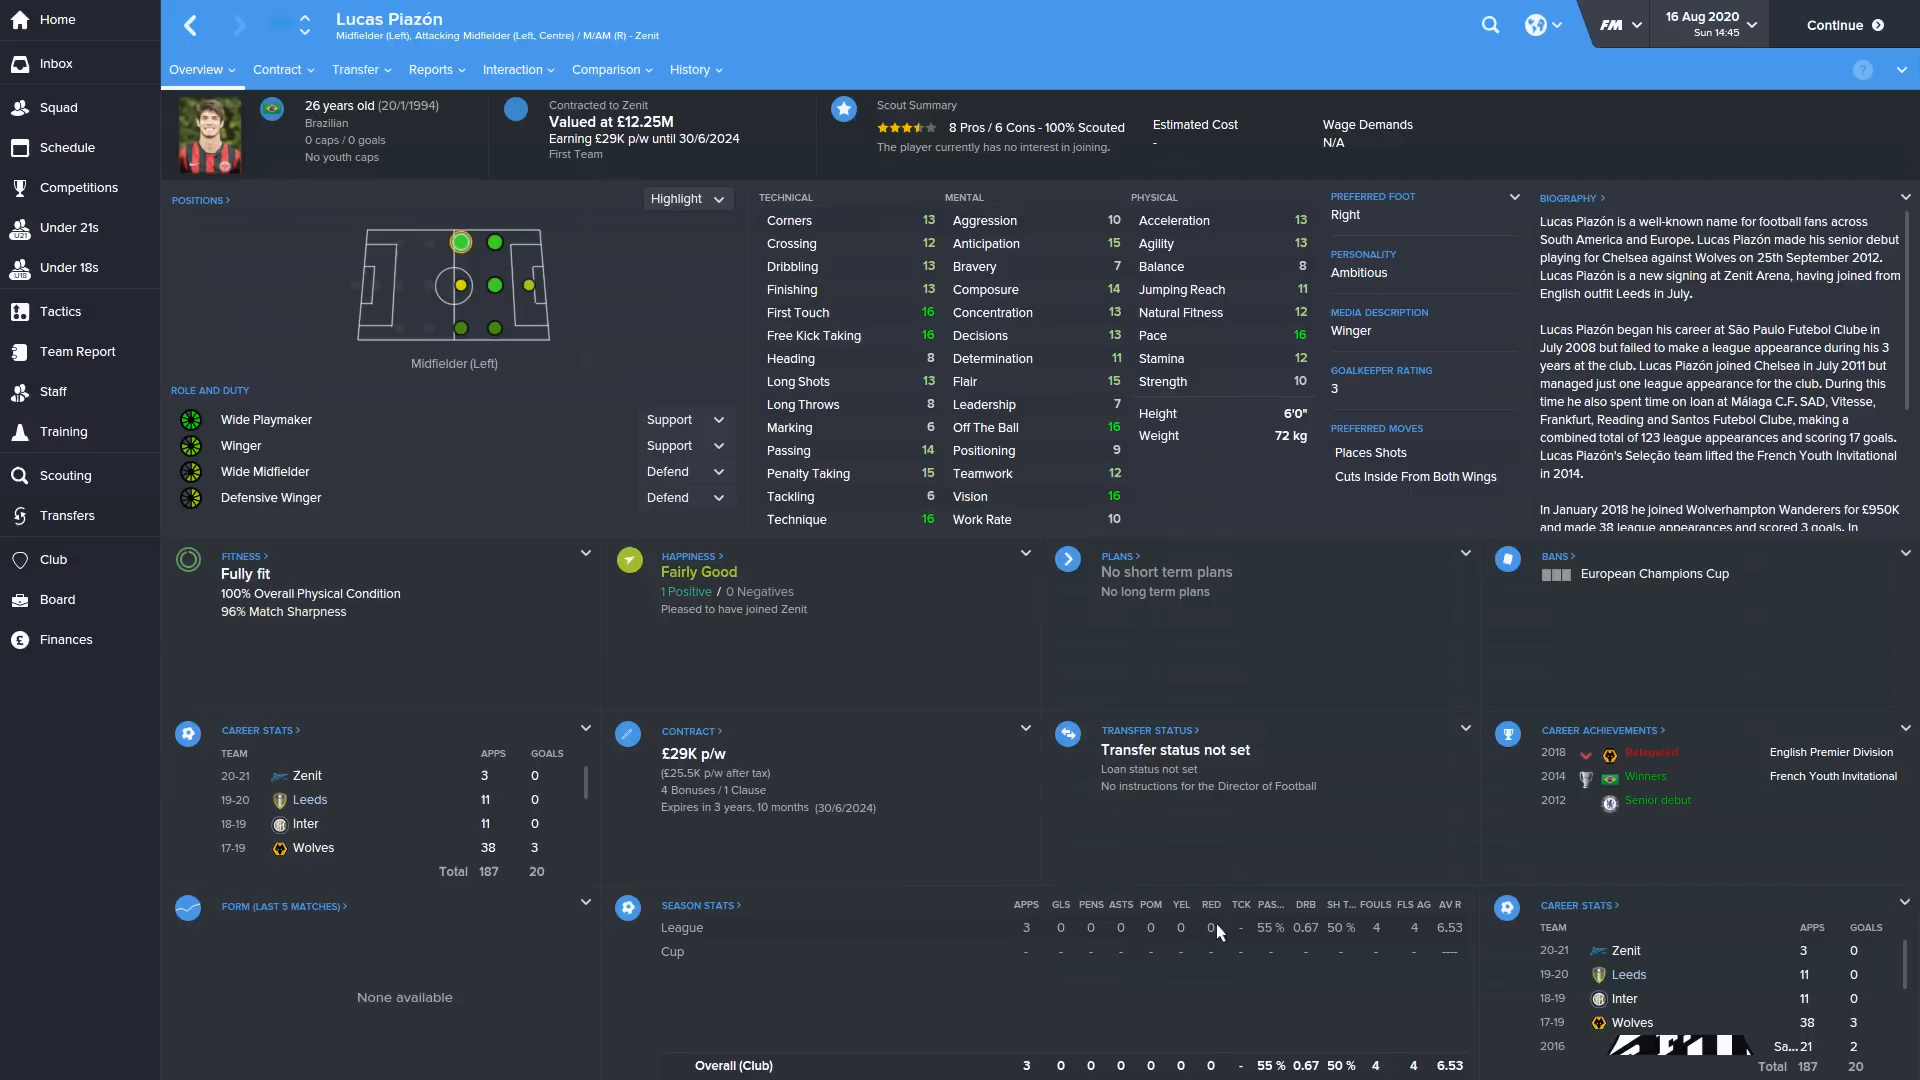 Home
Inbox
Squad
Schedule
Competitions
U21
Under 21s
U18
Under 18s
Tactics
Team Report
Staff
Training
Scouting
Transfers
Club
Board
£
Finances
Lucas Piazón
Midfielder (Left), Attacking Midfielder (Left, Centre) / M/AM (R) - Zenit
FM
16 Aug 2020
Sun 14:45
Continue
Overview
Contract
Transfer
Reports
Interaction
Comparison
History
?
26 years old (20/1/1994)
Brazilian
0 caps / 0 goals
No youth caps
Contracted to Zenit
Valued at £12.25M
Earning £29K p/w until 30/6/2024
First Team
Scout Summary
8 Pros / 6 Cons - 100% Scouted
The player currently has no interest in joining.
Estimated Cost
-
Wage Demands
N/A
POSITIONS >
Highlight
Midfielder (Left)
ROLE AND DUTY
Wide Playmaker Support
Winger Support
Wide Midfielder Defend
Defensive Winger Defend
TECHNICAL
Corners 13
Crossing 12
Dribbling 13
Finishing 13
First Touch 16
Free Kick Taking 16
Heading 8
Long Shots 13
Long Throws 8
Marking 6
Passing 14
Penalty Taking 15
Tackling 6
Technique 16
MENTAL
Aggression 10
Anticipation 15
Bravery 7
Composure 14
Concentration 13
Decisions 13
Determination 11
Flair 15
Leadership 7
Off The Ball 16
Positioning 9
Teamwork 12
Vision 16
Work Rate 10
PHYSICAL
Acceleration 13
Agility 13
Balance 8
Jumping Reach 11
Natural Fitness 12
Pace 16
Stamina 12
Strength 10
Height 6'0"
Weight 72 kg
PREFERRED FOOT
Right
PERSONALITY
Ambitious
MEDIA DESCRIPTION
Winger
GOALKEEPER RATING
3
PREFERRED MOVES
Places Shots
Cuts Inside From Both Wings
BIOGRAPHY >
Lucas Piazón is a well-known name for football fans across
South America and Europe. Lucas Piazón made his senior debut
playing for Chelsea against Wolves on 25th September 2012.
Lucas Piazón is a new signing at Zenit Arena, having joined from
English outfit Leeds in July.
Lucas Piazón began his career at São Paulo Futebol Clube in
July 2008 but failed to make a league appearance during his 3
years at the club. Lucas Piazón joined Chelsea in July 2011 but
managed just one league appearance for the club. During this
time he also spent time on loan at Málaga C.F. SAD, Vitesse,
Frankfurt, Reading and Santos Futebol Clube, making a
combined total of 123 league appearances and scoring 17 goals.
Lucas Piazón's Seleção team lifted the French Youth Invitational
in 2014.
In January 2018 he joined Wolverhampton Wanderers for £950K
and made 38 league appearances and scored 3 goals. In
FITNESS >
Fully fit
100% Overall Physical Condition
96% Match Sharpness
HAPPINESS >
Fairly Good
1 Positive / 0 Negatives
Pleased to have joined Zenit
PLANS >
No short term plans
No long term plans
BANS >
European Champions Cup
CAREER STATS >
TEAM APPS GOALS
20-21 Zenit 3 0
19-20 Leeds 11 0
18-19 Inter 11 0
17-19 Wolves 38 3
Total 187 20
CONTRACT >
£29K p/w
(£25.5K p/w after tax)
4 Bonuses / 1 Clause
Expires in 3 years, 10 months (30/6/2024)
TRANSFER STATUS >
Transfer status not set
Loan status not set
No instructions for the Director of Football
CAREER ACHIEVEMENTS >
2018 Relegated English Premier Division
2014 Winners French Youth Invitational
2012 Senior debut
FORM (LAST 5 MATCHES) >
None available
SEASON STATS > APPS GLS PENS ASTS POM YEL RED TCK PAS... DRB SH T... FOULS FLS AG AV R
League 3 0 0 0 0 0 0 - 55 % 0.67 50 % 4 4 6.53
Cup - - - - - - - - - - - - - ----
Overall (Club) 3 0 0 0 0 0 0 - 55 % 0.67 50 % 4 4 6.53
CAREER STATS >
TEAM APPS GOALS
20-21 Zenit 3 0
19-20 Leeds 11 0
18-19 Inter 11 0
17-19 Wolves 38 3
2016 Sa... 21 2
Total 187 20